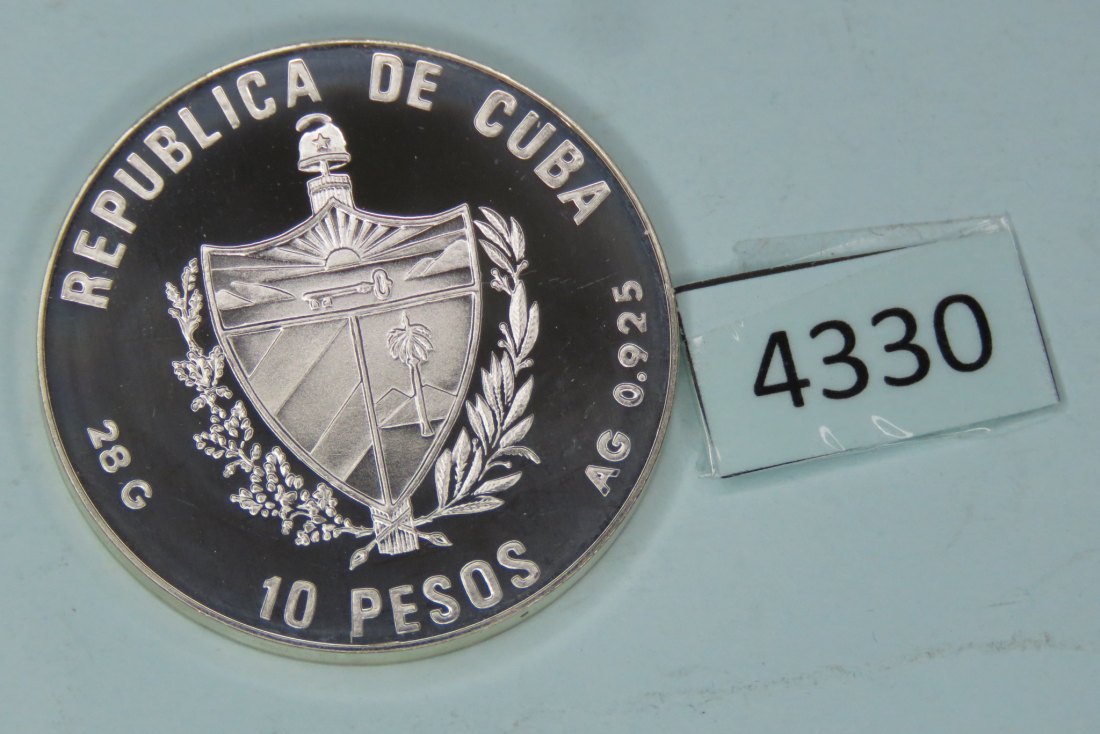 REPUBLICA DE CUBA
28 G
AG 0.925
10 PESOS
4330